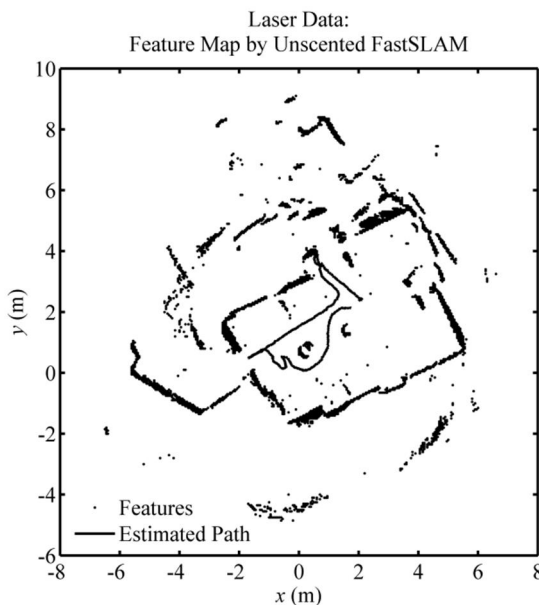 Laser Data:
Feature Map by Unscented FastSLAM
10
8
6
4
2
0
-2
-4
-6
y (m)
Features
Estimated Path
-8 -6 -4 -2 0 2 4 6 8
x (m)